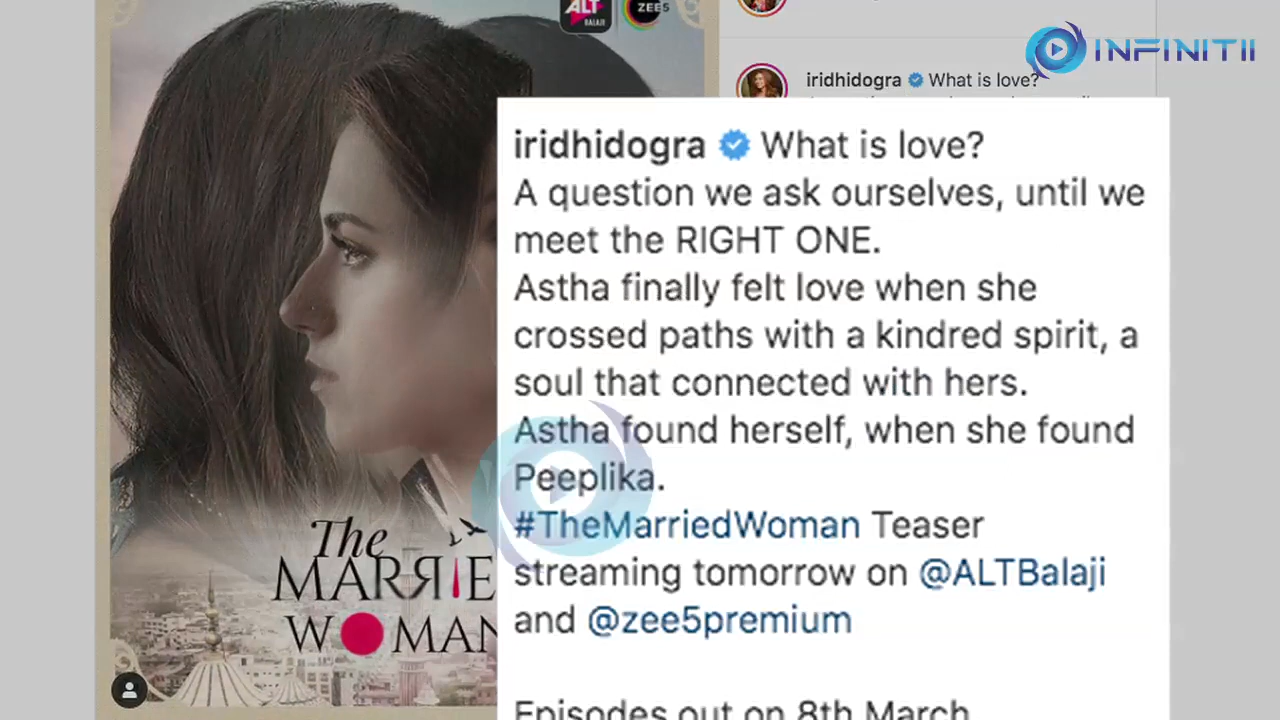 ALT
BALAJI
ZEE5
INFINITII
iridhidogra What is love?
iridhidogra What is love?
A question we ask ourselves, until we
meet the RIGHT ONE.
Astha finally felt love when she
crossed paths with a kindred spirit, a
soul that connected with hers.
Astha found herself, when she found
Peeplika.
#TheMarriedWoman Teaser
streaming tomorrow on @ALTBalaji
and @zee5premium
Episodes out on 8th March
The
MARRIE
WOMAN